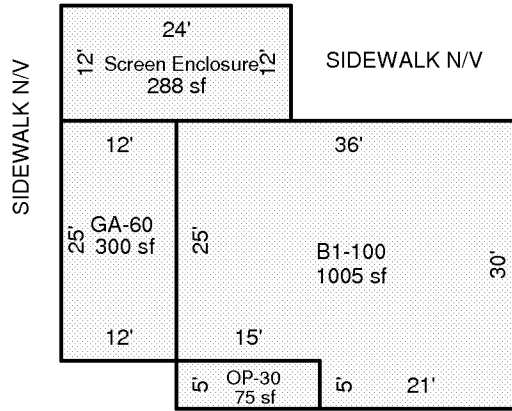 24'
12' Screen Enclosure 12'
288 sf
SIDEWALK N/V
SIDEWALK N/V
12'
36'
25'
GA-60
300 sf
25'
B1-100
1005 sf
30'
12'
15'
5'
OP-30
75 sf
5'
21'